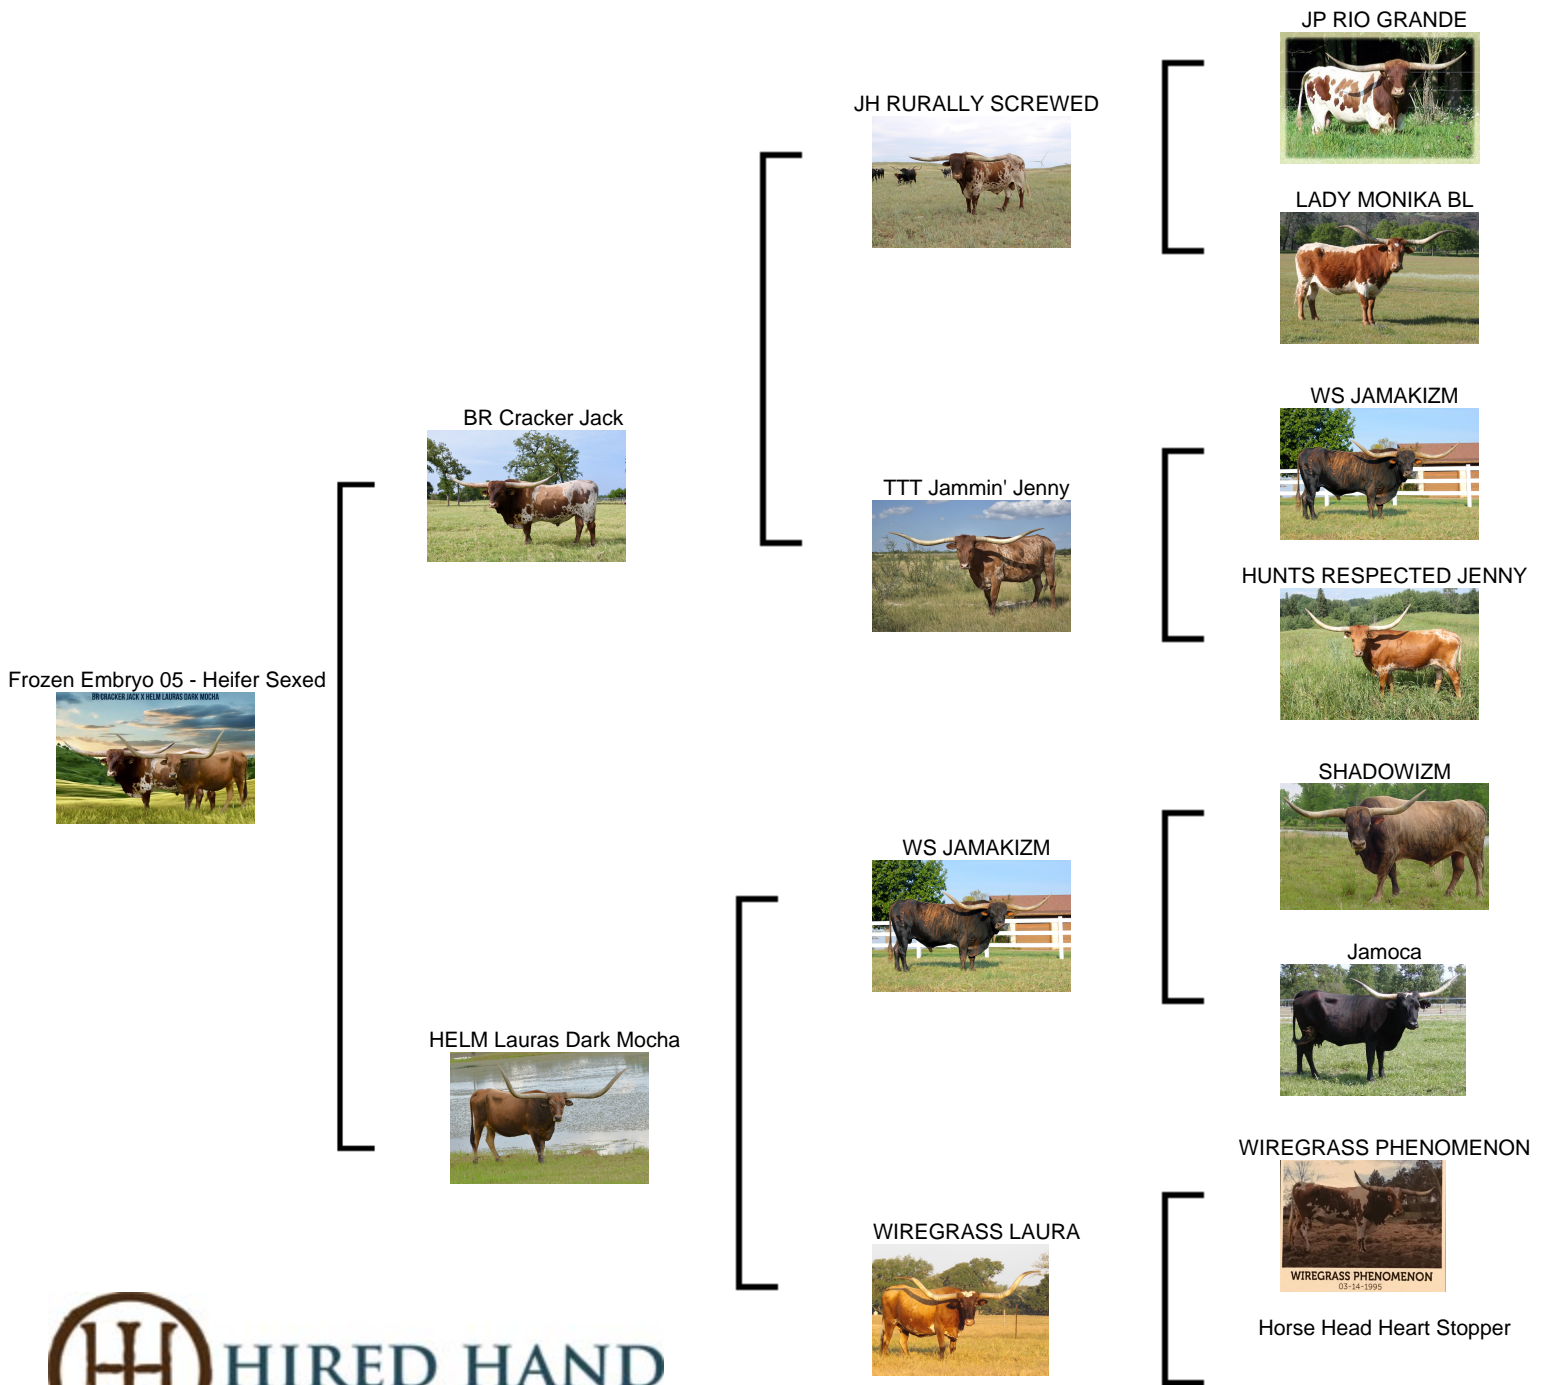 JP RIO GRANDE
JH RURALLY SCREWED
LADY MONIKA BL
BR Cracker Jack
WS JAMAKIZM
TTT Jammin' Jenny
HUNTS RESPECTED JENNY
Frozen Embryo 05 - Heifer Sexed
BR CRACKER JACK X HELM LAURAS DARK MOCHA
SHADOWIZM
WS JAMAKIZM
Jamoca
HELM Lauras Dark Mocha
WIREGRASS PHENOMENON
WIREGRASS PHENOMENON
03-14-1995
WIREGRASS LAURA
Horse Head Heart Stopper
HIRED HAND